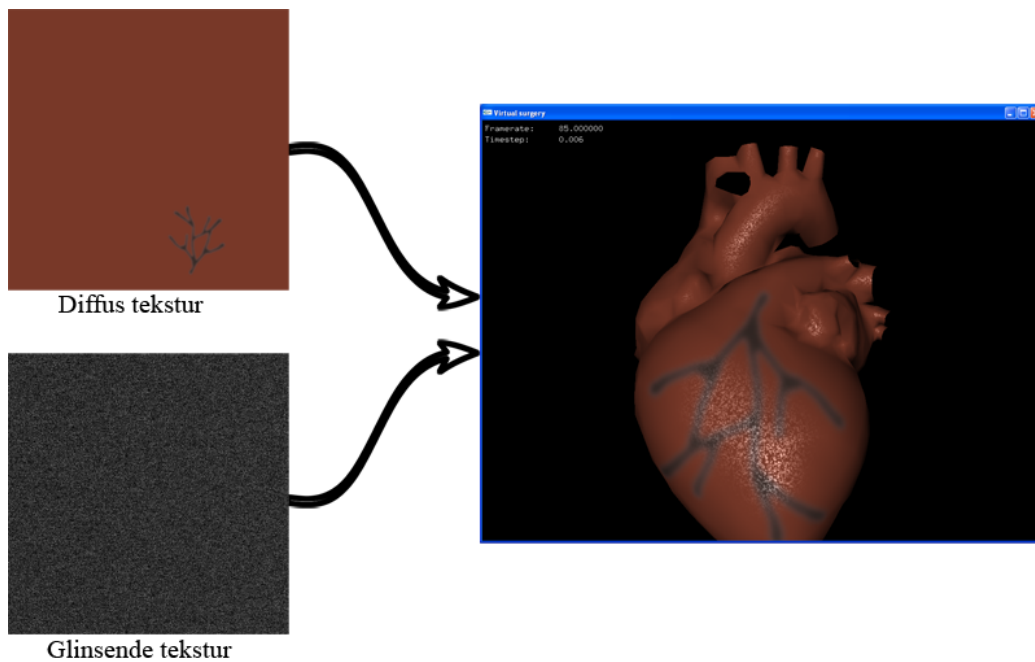 Diffus tekstur
Glinsende tekstur
Virtual surgery
Framerate: 85.000000
Timestep: 0.006